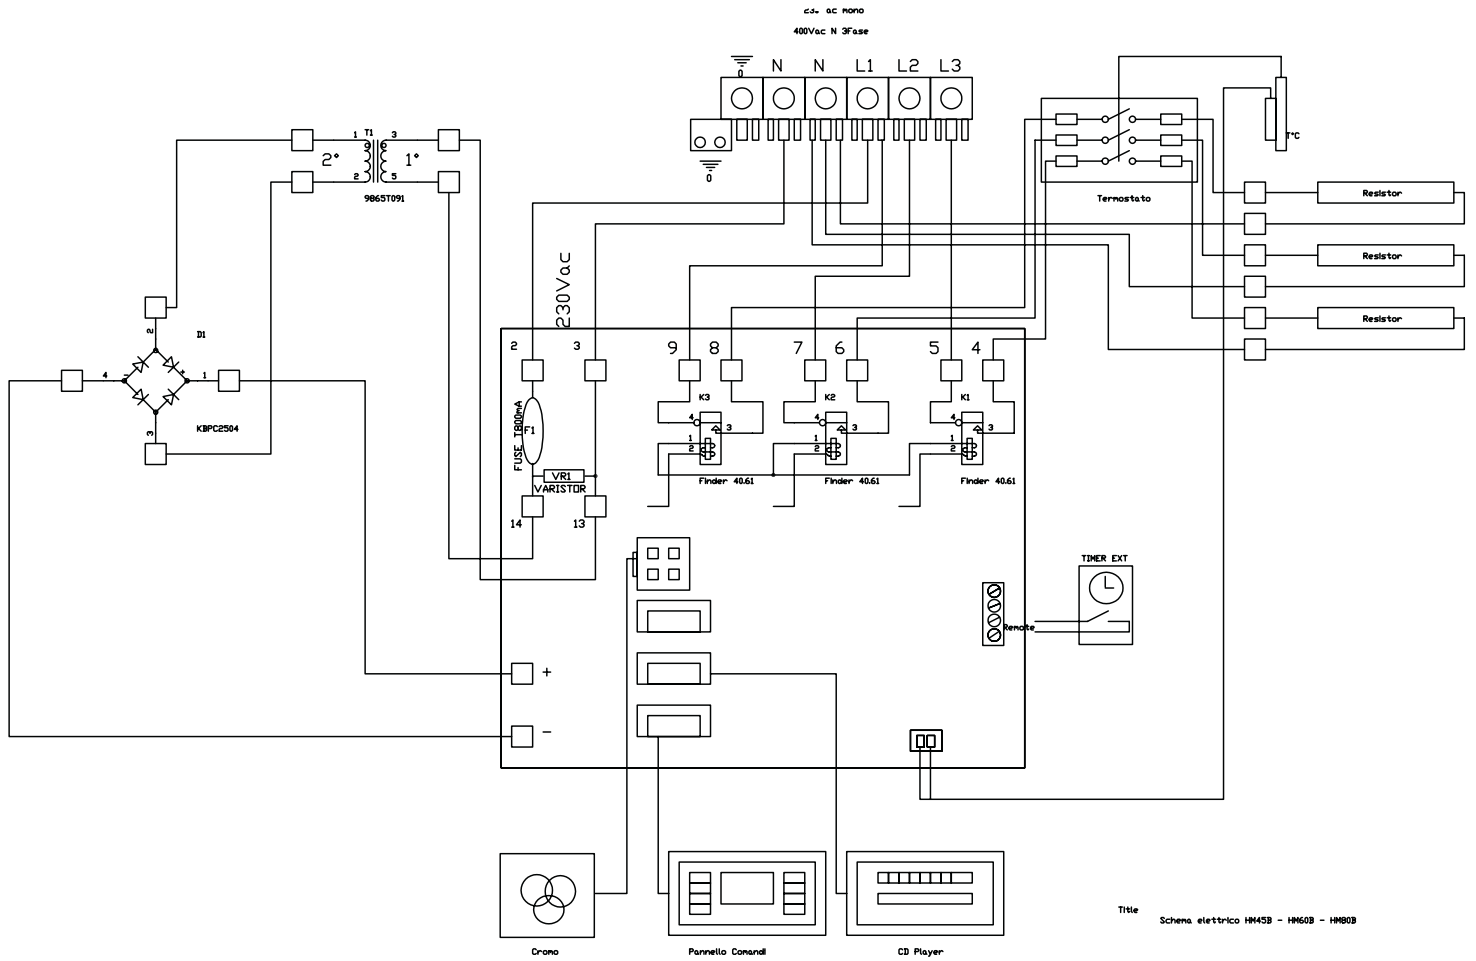 ac mono
400Vac N 3Fase
0
N
N
L1
L2
L3
0
T°C
Termostato
Resistor
Resistor
Resistor
1
T1
3
2°
1°
2
5
9865T091
230Vac
2
D1
4
-
+
1
3
KBPC2504
2
3
9
8
7
6
5
4
FUSE T800mA
F1
VR1
VARISTOR
14
13
K3
4
3
1
2
Finder 40.61
K2
4
3
1
2
Finder 40.61
K1
4
3
1
2
Finder 40.61
TIMER EXT
Remote
+
-
Cromo
Pannello Comandi
CD Player
Title
Schema elettrico HM45B - HM60B - HM80B